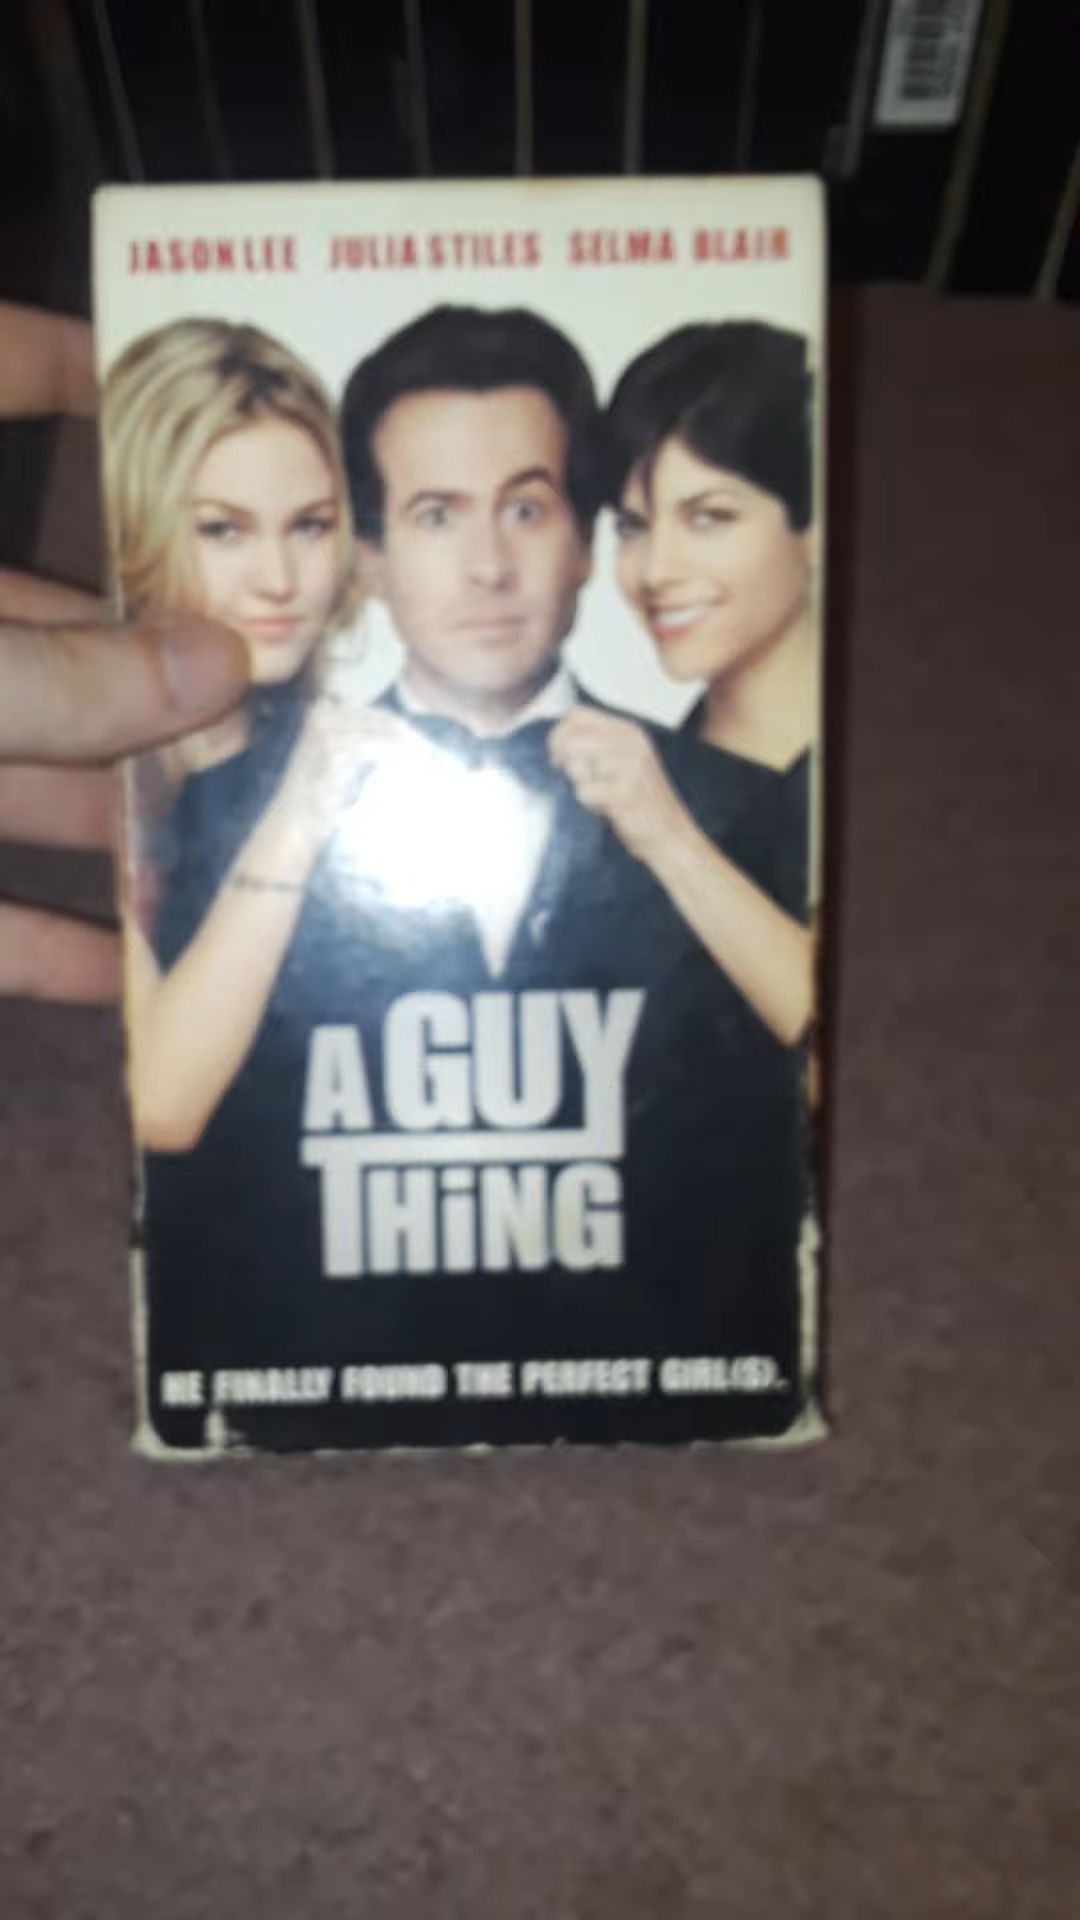 JASON LEE JULIA STILES SELMA BLAIR
A GUY
THiNG
HE FINALLY FOUND THE PERFECT GIRL(S).